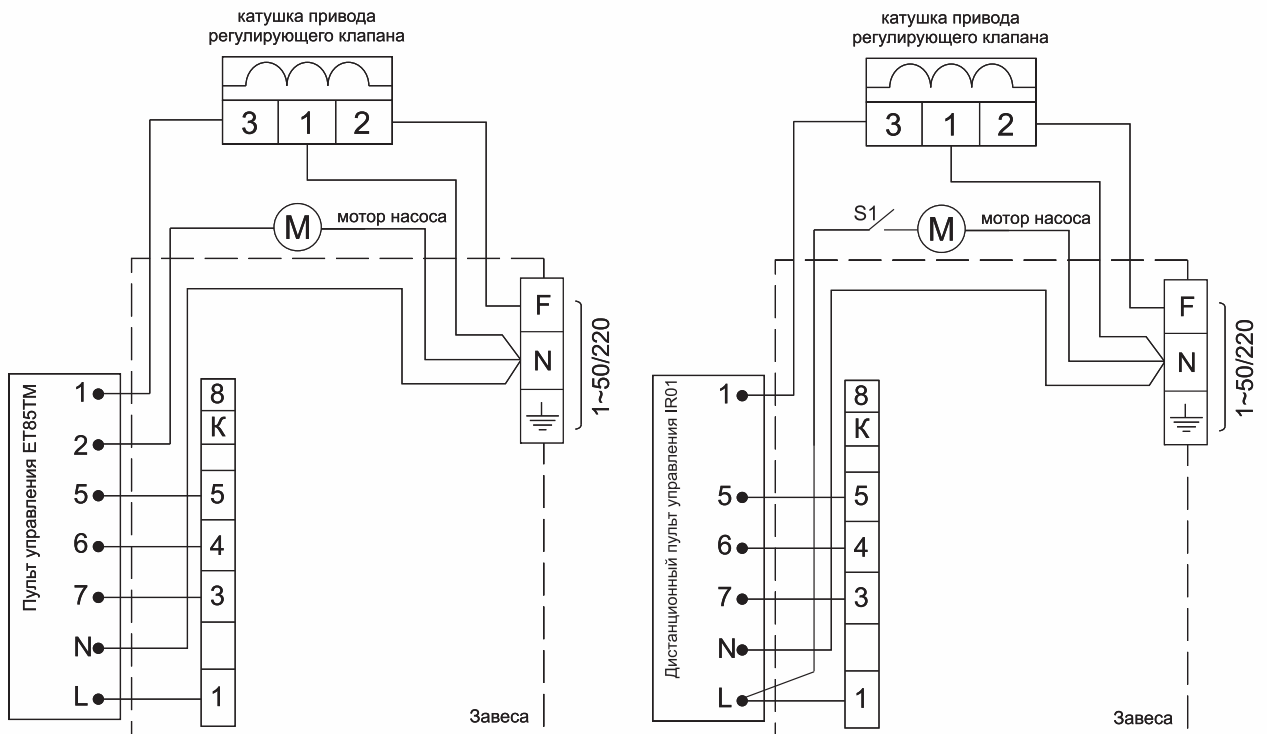 катушка привода
регулирующего клапана
3 1 2
М
мотор насоса
F
N
1~50/220
Пульт управления ET85TM
1
2
5
6
7
N
L
8
К
5
4
3
1
Завеса
катушка привода
регулирующего клапана
3 1 2
S1
М
мотор насоса
F
N
1~50/220
Дистанционный пульт управления IR01
1
5
6
7
N
L
8
К
5
4
3
1
Завеса